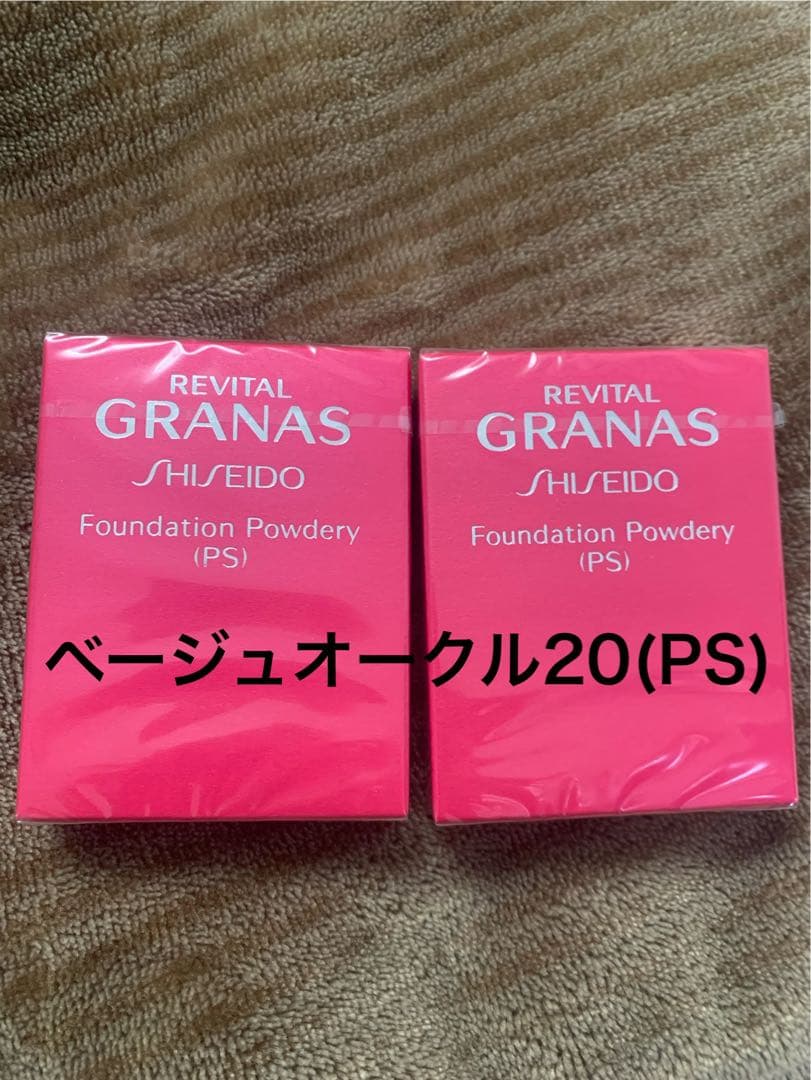 REVITAL
GRANAS
SHISEIDO
Foundation Powdery
(PS)
REVITAL
GRANAS
SHISEIDO
Foundation Powdery
(PS)
ベージュオークル20(PS)